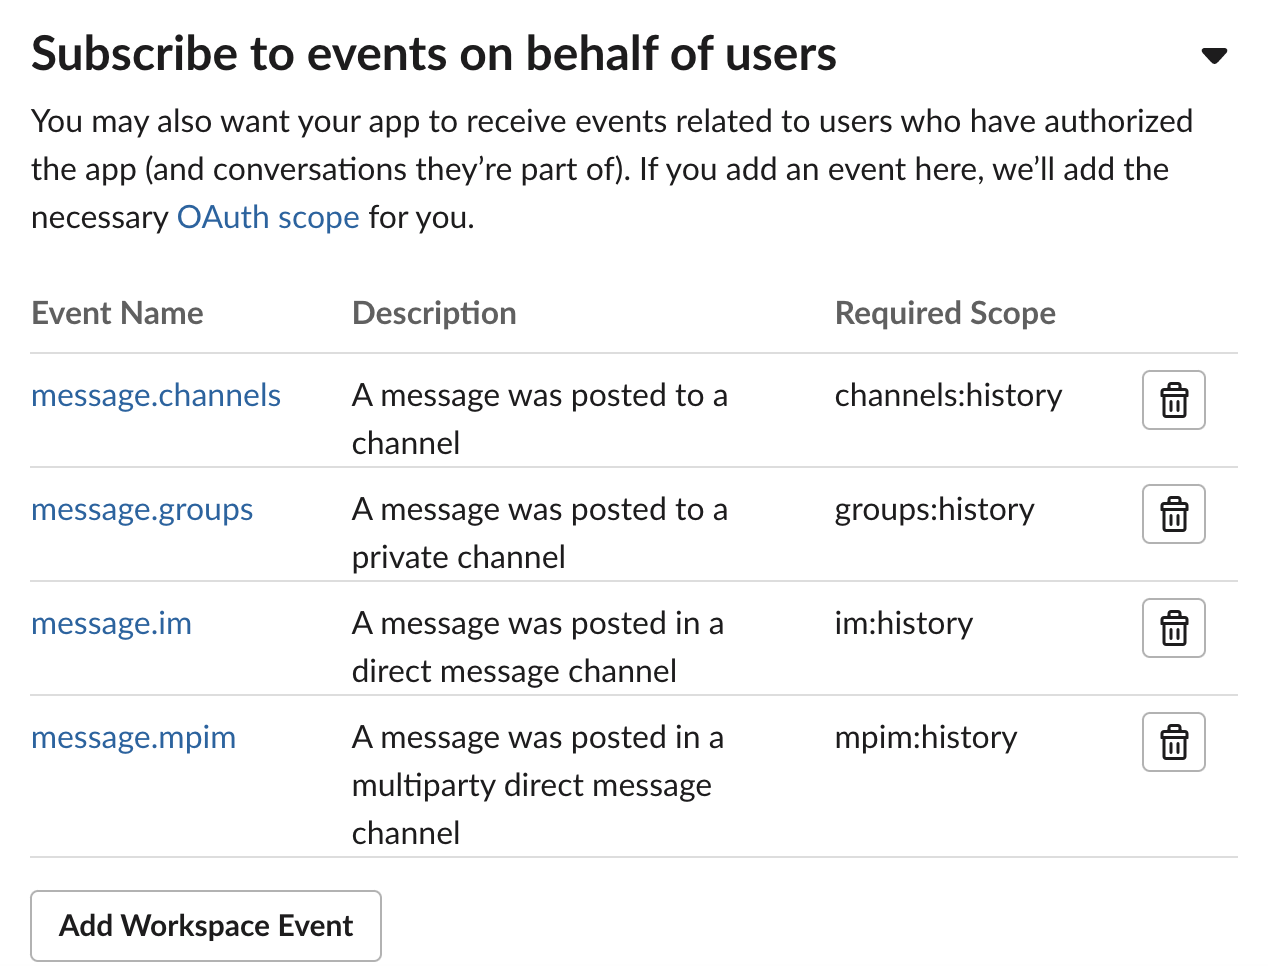 Subscribe to events on behalf of users
You may also want your app to receive events related to users who have authorized
the app (and conversations they’re part of). If you add an event here, we’ll add the
necessary OAuth scope for you.
Event Name Description Required Scope
message.channels A message was posted to a channels:history
channel
message.groups A message was posted to a groups:history
private channel
message.im A message was posted in a im:history
direct message channel
message.mpim A message was posted in a mpim:history
multiparty direct message
channel
Add Workspace Event